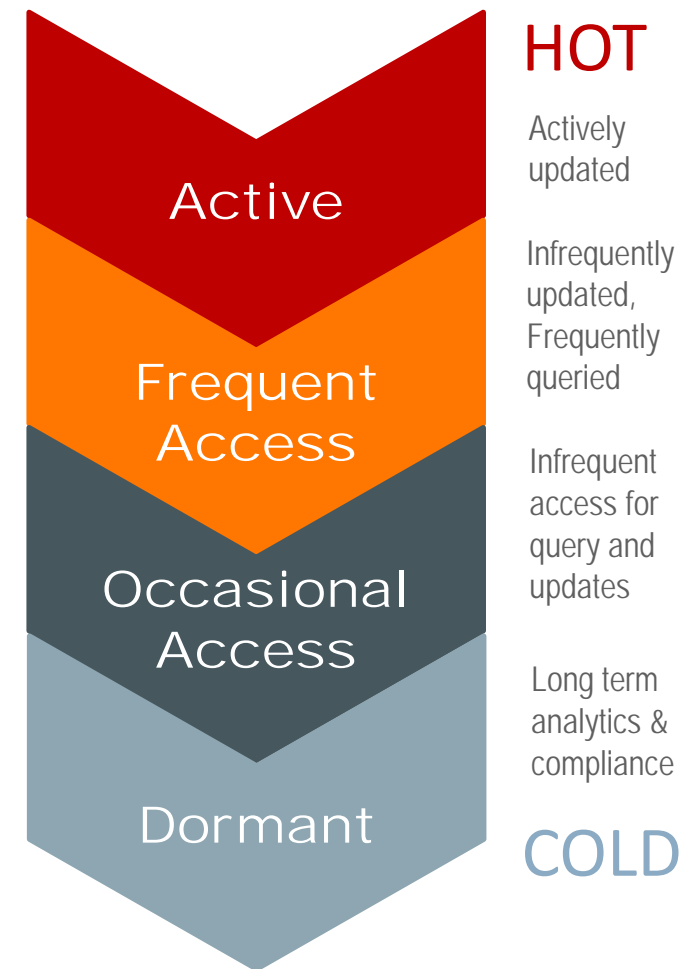 HOT
Actively
updated
Active
Infrequently
updated,
Frequently
queried
Frequent
Access
Infrequent
access for
query and
updates
Occasional
Access
Long term
analytics &
compliance
Dormant
COLD